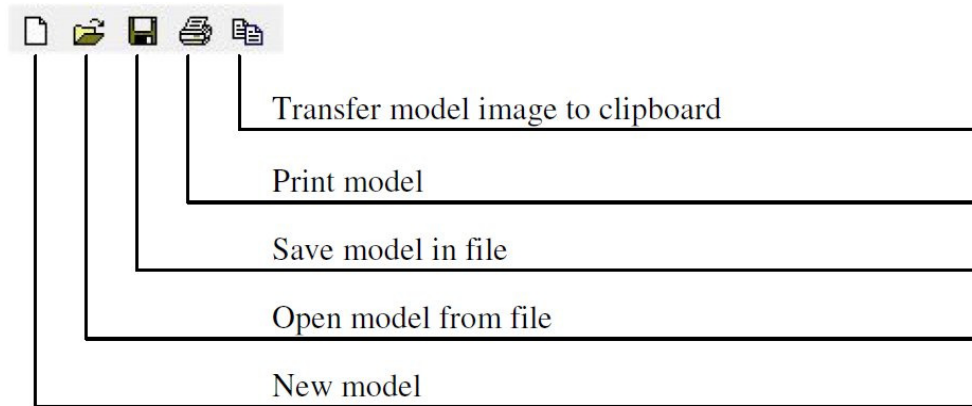 Transfer model image to clipboard
Print model
Save model in file
Open model from file
New model